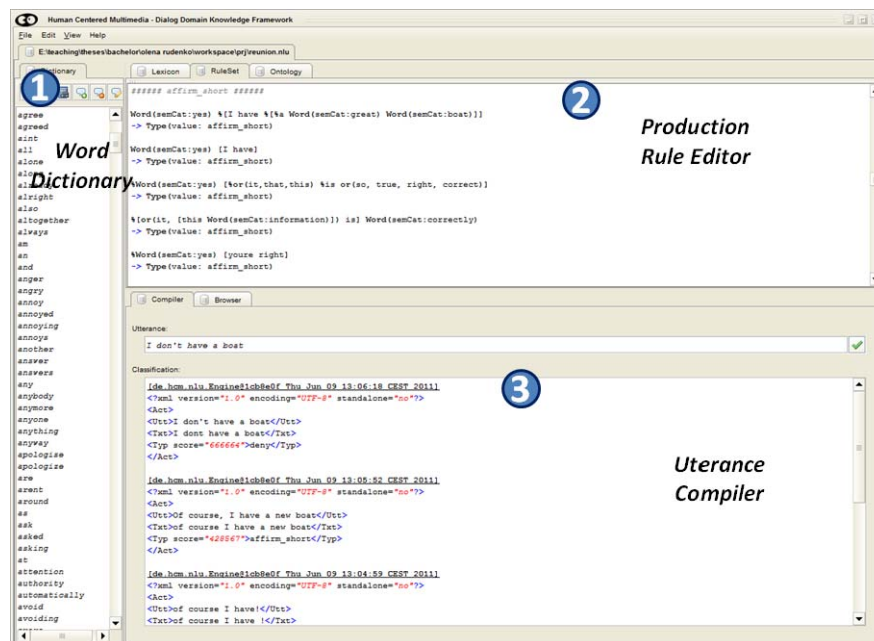 Human Centered Multimedia - Dialog Domain Knowledge Framework
File Edit View Help
E:\teaching\theses\bachelor\olena rudenko\workspace\prj\reunion.nlu
Dictionary
Lexicon RuleSet Ontology
1
agree
agreed
aint
all
alone
already
alright
also
altogether
always
am
an
and
anger
angry
annoy
annoyed
annoying
annoys
another
answer
answers
any
anybody
anymore
anyone
anything
anyway
apologise
apologize
are
arent
around
as
ask
asked
asking
at
attention
authority
automatically
avoid
avoiding
Word
Dictionary
###### affirm_short ######
Word(semCat:yes) %[I have %[%a Word(semCat:great) Word(semCat:boat)]]
-> Type(value: affirm_short)
Word(semCat:yes) [I have]
-> Type(value: affirm_short)
%Word(semCat:yes) [%or(it,that,this) %is or(so, true, right, correct)]
-> Type(value: affirm_short)
%[or(it, [this Word(semCat:information)]) is] Word(semCat:correctly)
-> Type(value: affirm_short)
%Word(semCat:yes) [youre right]
-> Type(value: affirm_short)
2
Production
Rule Editor
Compiler Browser
Utterance:
I don't have a boat
Classification:
[de.hcm.nlu.Engine@1cb8e0f Thu Jun 09 13:06:18 CEST 2011]
<?xml version="1.0" encoding="UTF-8" standalone="no"?>
<Act>
<Utt>I don't have a boat</Utt>
<Txt>I dont have a boat</Txt>
<Typ score="666664">deny</Typ>
</Act>
[de.hcm.nlu.Engine@1cb8e0f Thu Jun 09 13:05:52 CEST 2011]
<?xml version="1.0" encoding="UTF-8" standalone="no"?>
<Act>
<Utt>Of course, I have a new boat</Utt>
<Txt>of course I have a new boat</Txt>
<Typ score="428567">affirm_short</Typ>
</Act>
[de.hcm.nlu.Engine@1cb8e0f Thu Jun 09 13:04:59 CEST 2011]
<?xml version="1.0" encoding="UTF-8" standalone="no"?>
<Act>
<Utt>of course I have!</Utt>
<Txt>of course I have !</Txt>
3
Uterance
Compiler